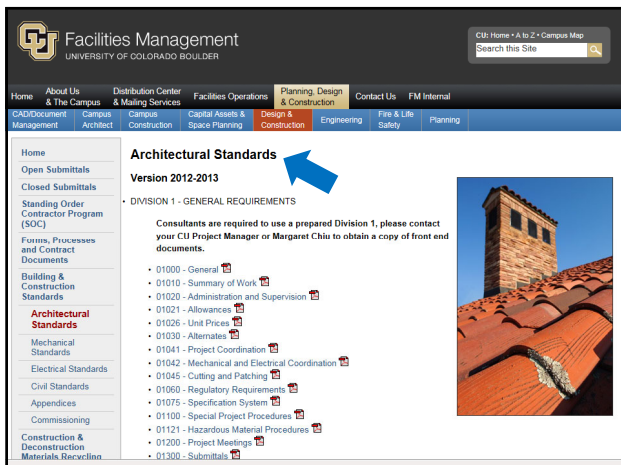 Facilities Management
UNIVERSITY OF COLORADO BOULDER
CU: Home • A to Z • Campus Map
Search this Site
Home
About Us
& The Campus
Distribution Center
& Mailing Services
Facilities Operations
Planning, Design
& Construction
Contact Us
FM Internal
CAD/Document
Management
Campus
Architect
Campus
Construction
Capital Assets &
Space Planning
Design &
Construction
Engineering
Fire & Life
Safety
Planning
Home
Open Submittals
Closed Submittals
Standing Order
Contractor Program
(SOC)
Forms, Processes
and Contract
Documents
Building &
Construction
Standards
Architectural
Standards
Mechanical
Standards
Electrical Standards
Civil Standards
Appendices
Commissioning
Construction &
Deconstruction
Materials Recycling
Architectural Standards
Version 2012-2013
• DIVISION 1 - GENERAL REQUIREMENTS
Consultants are required to use a prepared Division 1, please contact
your CU Project Manager or Margaret Chiu to obtain a copy of front end
documents.
• 01000 - General
• 01010 - Summary of Work
• 01020 - Administration and Supervision
• 01021 - Allowances
• 01026 - Unit Prices
• 01030 - Alternates
• 01041 - Project Coordination
• 01042 - Mechanical and Electrical Coordination
• 01045 - Cutting and Patching
• 01060 - Regulatory Requirements
• 01075 - Specification System
• 01100 - Special Project Procedures
• 01121 - Hazardous Material Procedures
• 01200 - Project Meetings
• 01300 - Submittals